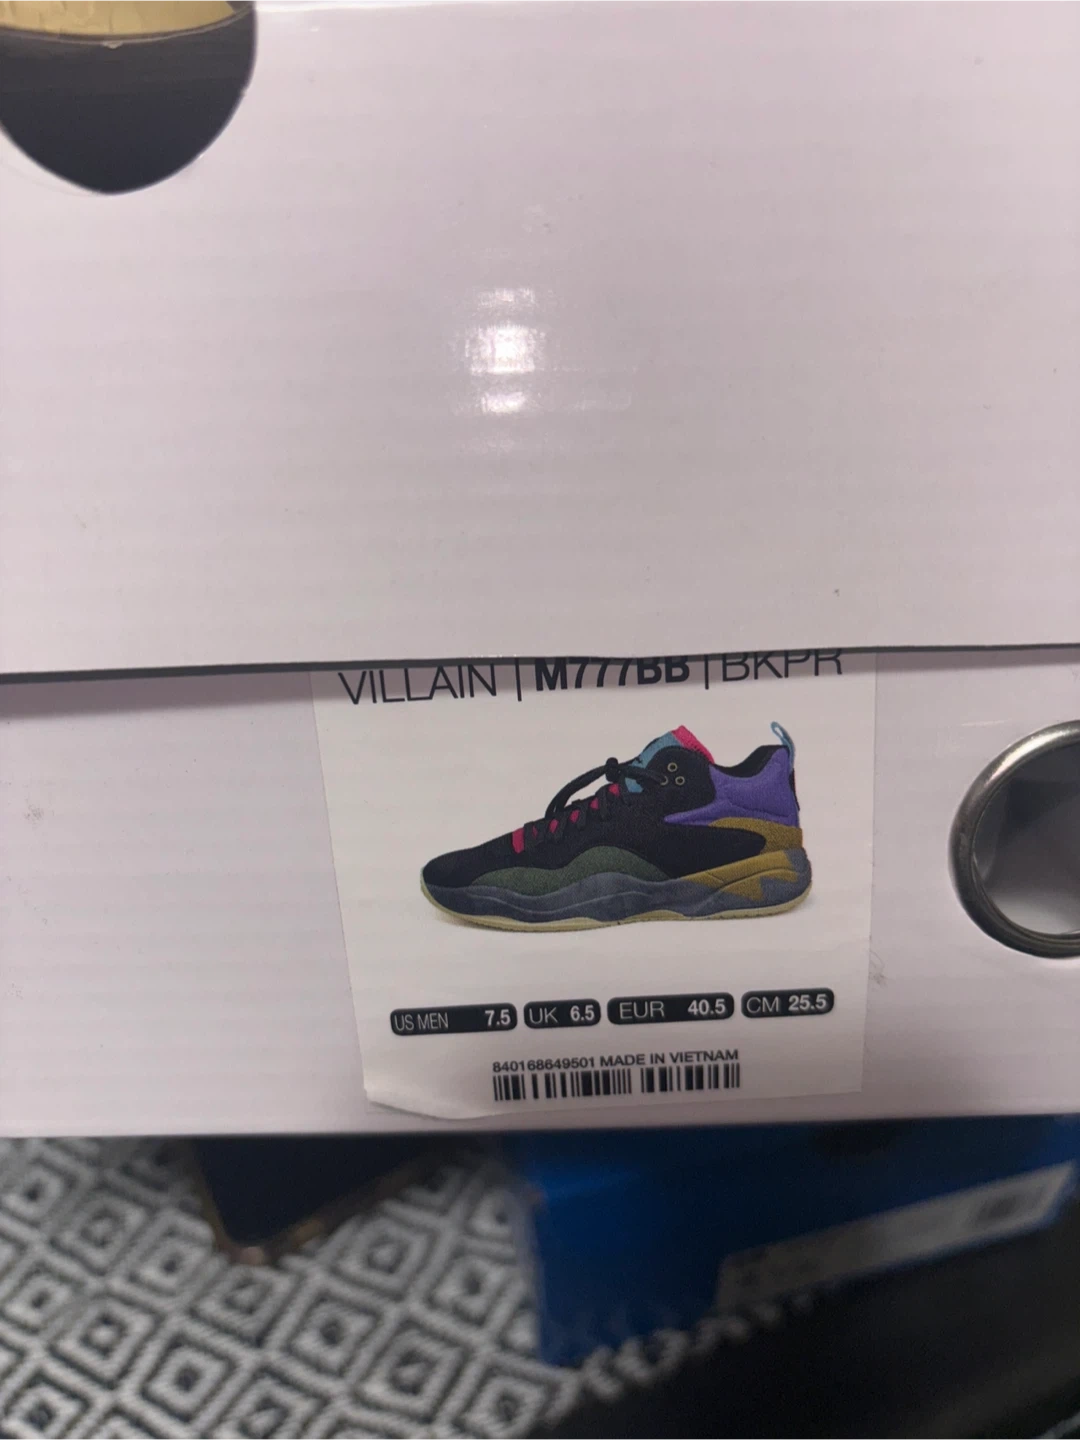 VILLAIN | M777BB | BKPR
US MEN 7.5 UK 6.5 EUR 40.5 CM 25.5
840168649501 MADE IN VIETNAM